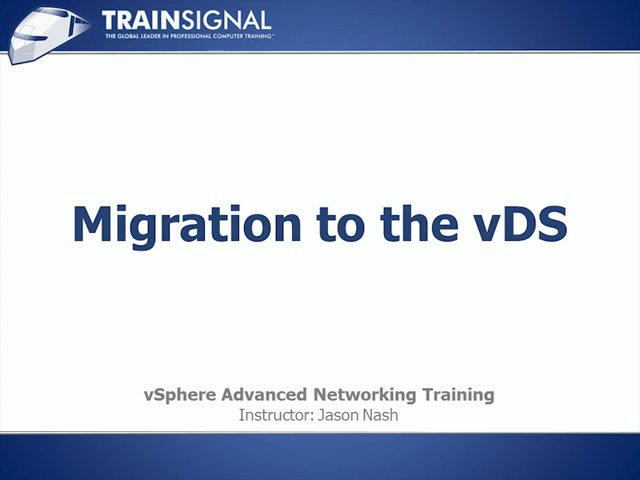 TRAINSIGNAL
THE GLOBAL LEADER IN PROFESSIONAL COMPUTER TRAINING™
Migration to the vDS
vSphere Advanced Networking Training
Instructor: Jason Nash